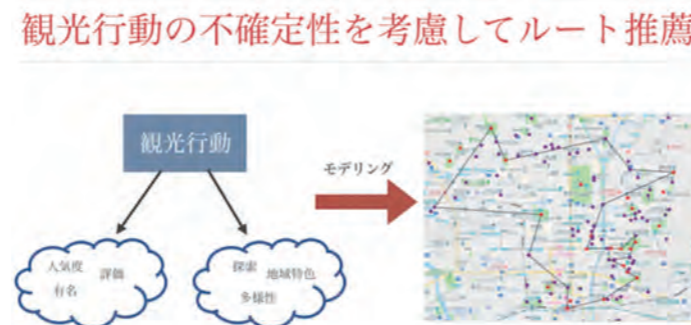 観光行動の不確定性を考慮してルート推薦
観光行動
モデリング
人気度
評価
有名
探索
地域特色
多様性